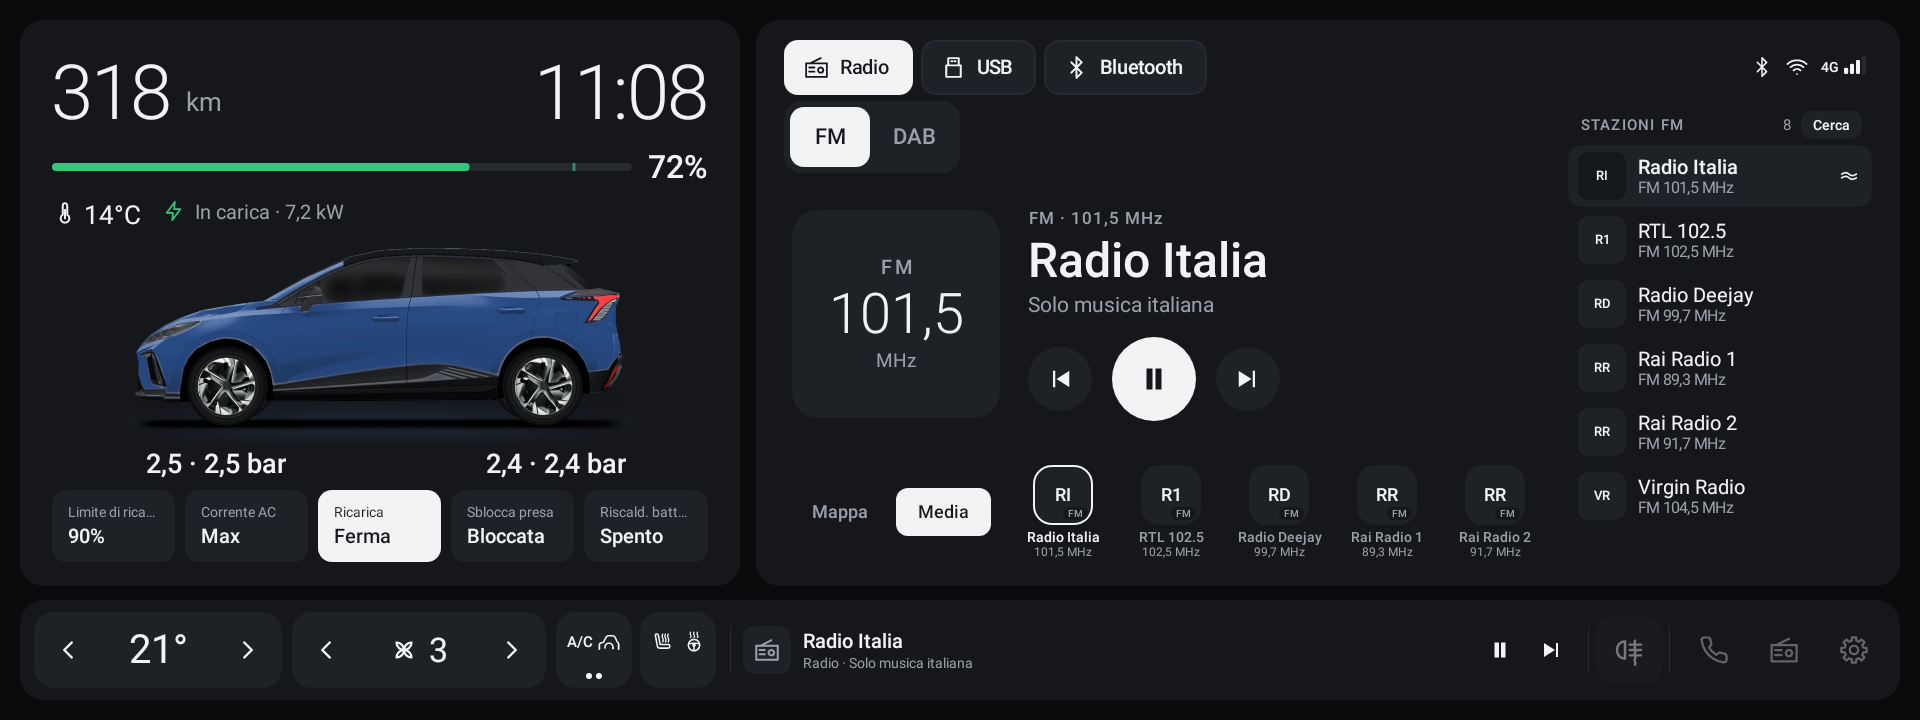 318 km
11:08
72%
14°C
In carica · 7,2 kW
2,5 · 2,5 bar
2,4 · 2,4 bar
Limite di rica...
90%
Corrente AC
Max
Ricarica
Ferma
Sblocca presa
Bloccata
Riscald. batt...
Spento
Radio
USB
Bluetooth
4G
FM
DAB
FM
101,5
MHz
FM · 101,5 MHz
Radio Italia
Solo musica italiana
Mappa
Media
RI
FM
Radio Italia
101,5 MHz
R1
FM
RTL 102.5
102,5 MHz
RD
FM
Radio Deejay
99,7 MHz
RR
FM
Rai Radio 1
89,3 MHz
RR
FM
Rai Radio 2
91,7 MHz
STAZIONI FM
8
Cerca
RI
Radio Italia
FM 101,5 MHz
R1
RTL 102.5
FM 102,5 MHz
RD
Radio Deejay
FM 99,7 MHz
RR
Rai Radio 1
FM 89,3 MHz
RR
Rai Radio 2
FM 91,7 MHz
VR
Virgin Radio
FM 104,5 MHz
21°
3
A/C
Radio Italia
Radio · Solo musica italiana